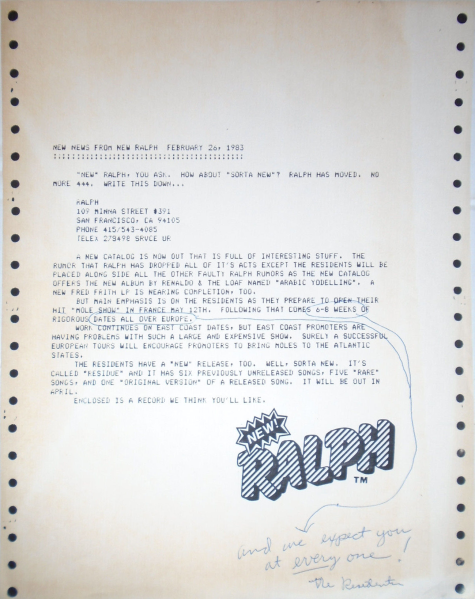 NEW NEWS FROM NEW RALPH  FEBRUARY 26, 1983
::::::::::::::::::::::::::::::::::::::::::
"NEW" RALPH, YOU ASK.  HOW ABOUT "SORTA NEW"?  RALPH HAS MOVED.  NO
MORE 444.  WRITE THIS DOWN...
RALPH
109 MINNA STREET #391
SAN FRANCISCO, CA 94105
PHONE 415/543-4085
TELEX 278498 SRVCE UR
A NEW CATALOG IS NOW OUT THAT IS FULL OF INTERESTING STUFF.  THE
RUMOR THAT RALPH HAS DROPPED ALL OF IT'S ACTS EXCEPT THE RESIDENTS WILL BE
PLACED ALONG SIDE ALL THE OTHER FAULTY RALPH RUMORS AS THE NEW CATALOG
OFFERS THE NEW ALBUM BY RENALDO & THE LOAF NAMED "ARABIC YODELLING".  A
NEW FRED FRITH LP IS NEARING COMPLETION, TOO.
BUT MAIN EMPHASIS IS ON THE RESIDENTS AS THEY PREPARE TO OPEN THEIR
HIT "MOLE SHOW" IN FRANCE MAY 12TH.  FOLLOWING THAT COMES 6-8 WEEKS OF
RIGOROUS DATES ALL OVER EUROPE.
WORK CONTINUES ON EAST COAST DATES, BUT EAST COAST PROMOTERS ARE
HAVING PROBLEMS WITH SUCH A LARGE AND EXPENSIVE SHOW.  SURELY A SUCCESSFUL
EUROPEAN TOURS WILL ENCOURAGE PROMOTERS TO BRING MOLES TO THE ATLANTIC
STATES.
THE RESIDENTS HAVE A "NEW" RELEASE, TOO.  WELL, SORTA NEW.  IT'S
CALLED "RESIDUE" AND IT HAS SIX PREVIOUSLY UNRELEASED SONGS, FIVE "RARE"
SONGS, AND ONE "ORIGINAL VERSION" OF A RELEASED SONG.  IT WILL BE OUT IN
APRIL.
ENCLOSED IS A RECORD WE THINK YOU'LL LIKE.
NEW!
RALPH
TM
and we expect you
at every one!
The Residents